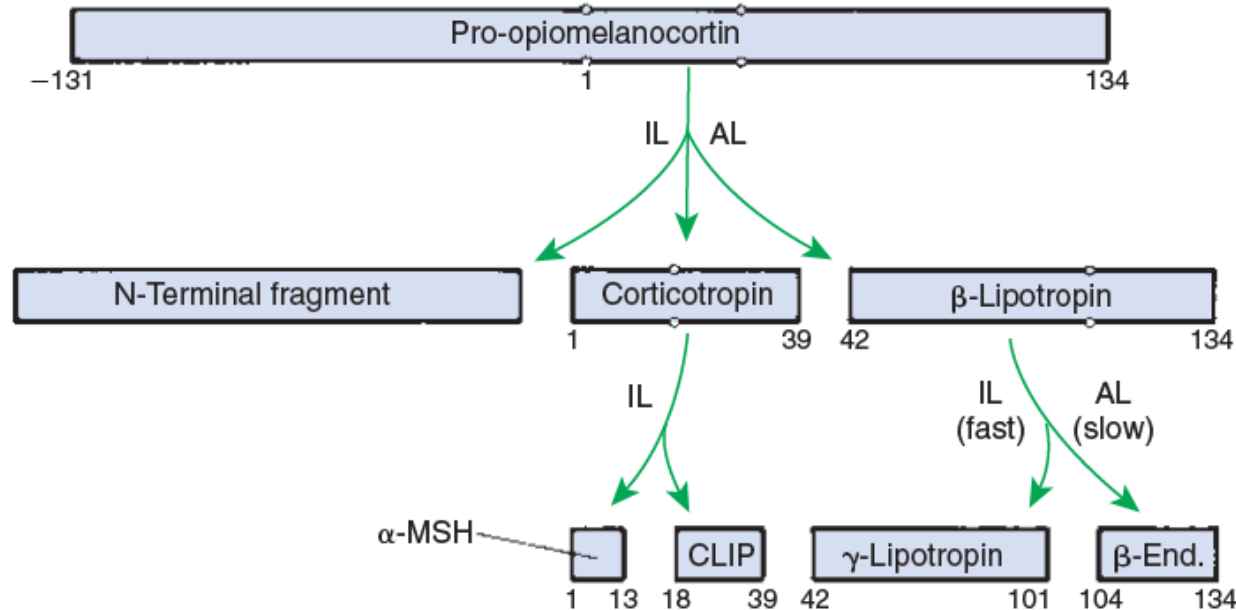 Pro-opiomelanocortin
−131 1 134
IL AL
N-Terminal fragment Corticotropin β-Lipotropin
1 39 42 134
IL IL AL
(fast) (slow)
α-MSH CLIP γ-Lipotropin β-End.
1 13 18 39 42 101 104 134